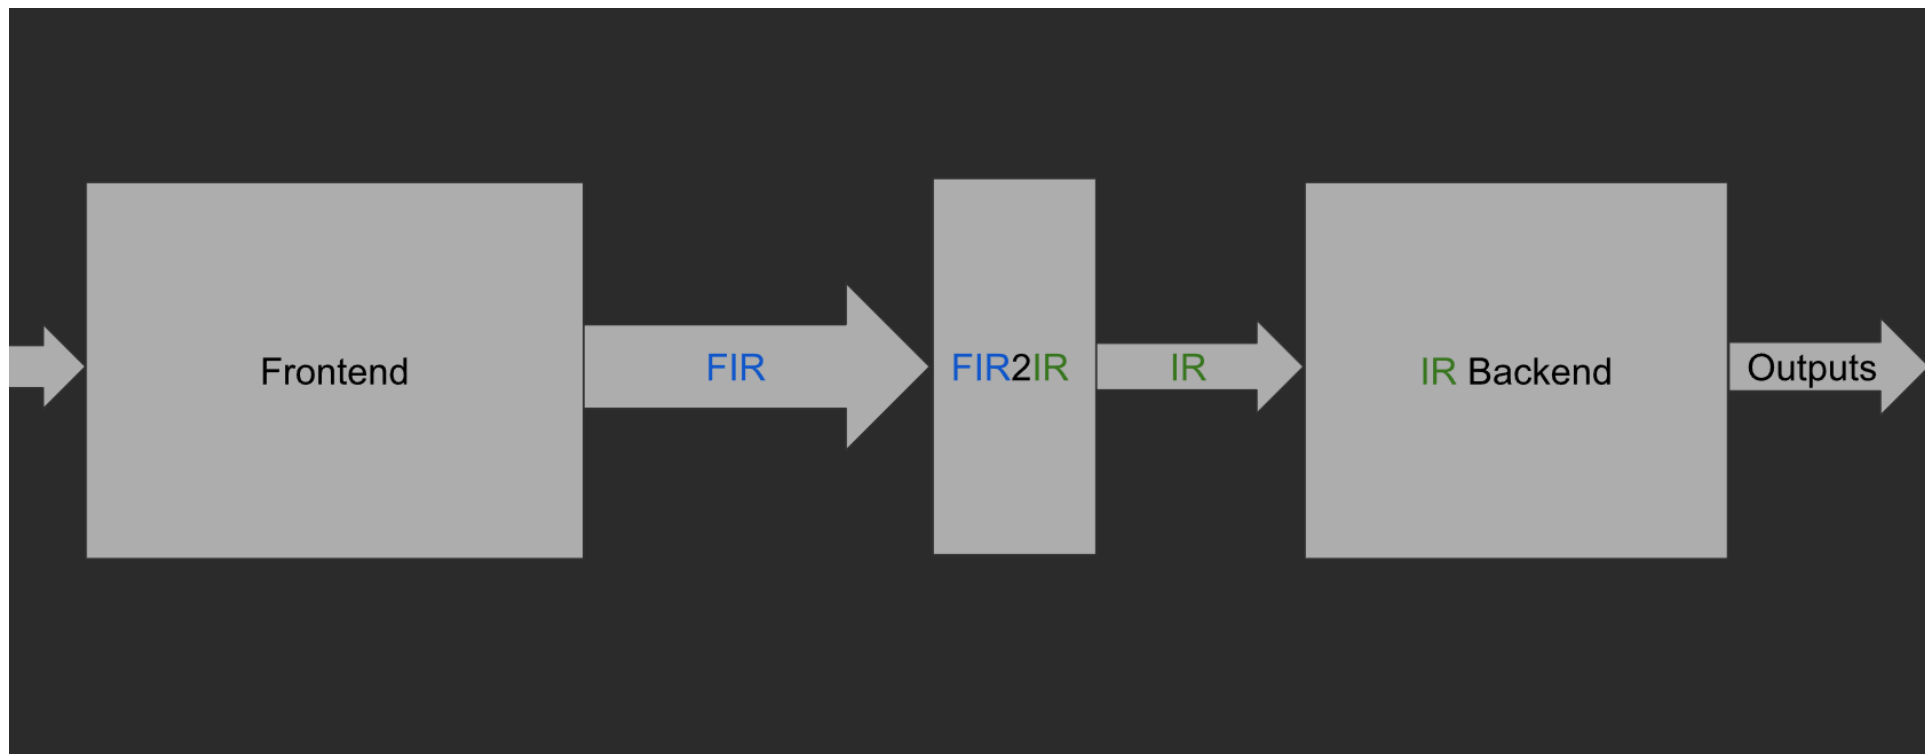 Frontend
FIR
FIR2IR
IR
IR Backend
Outputs